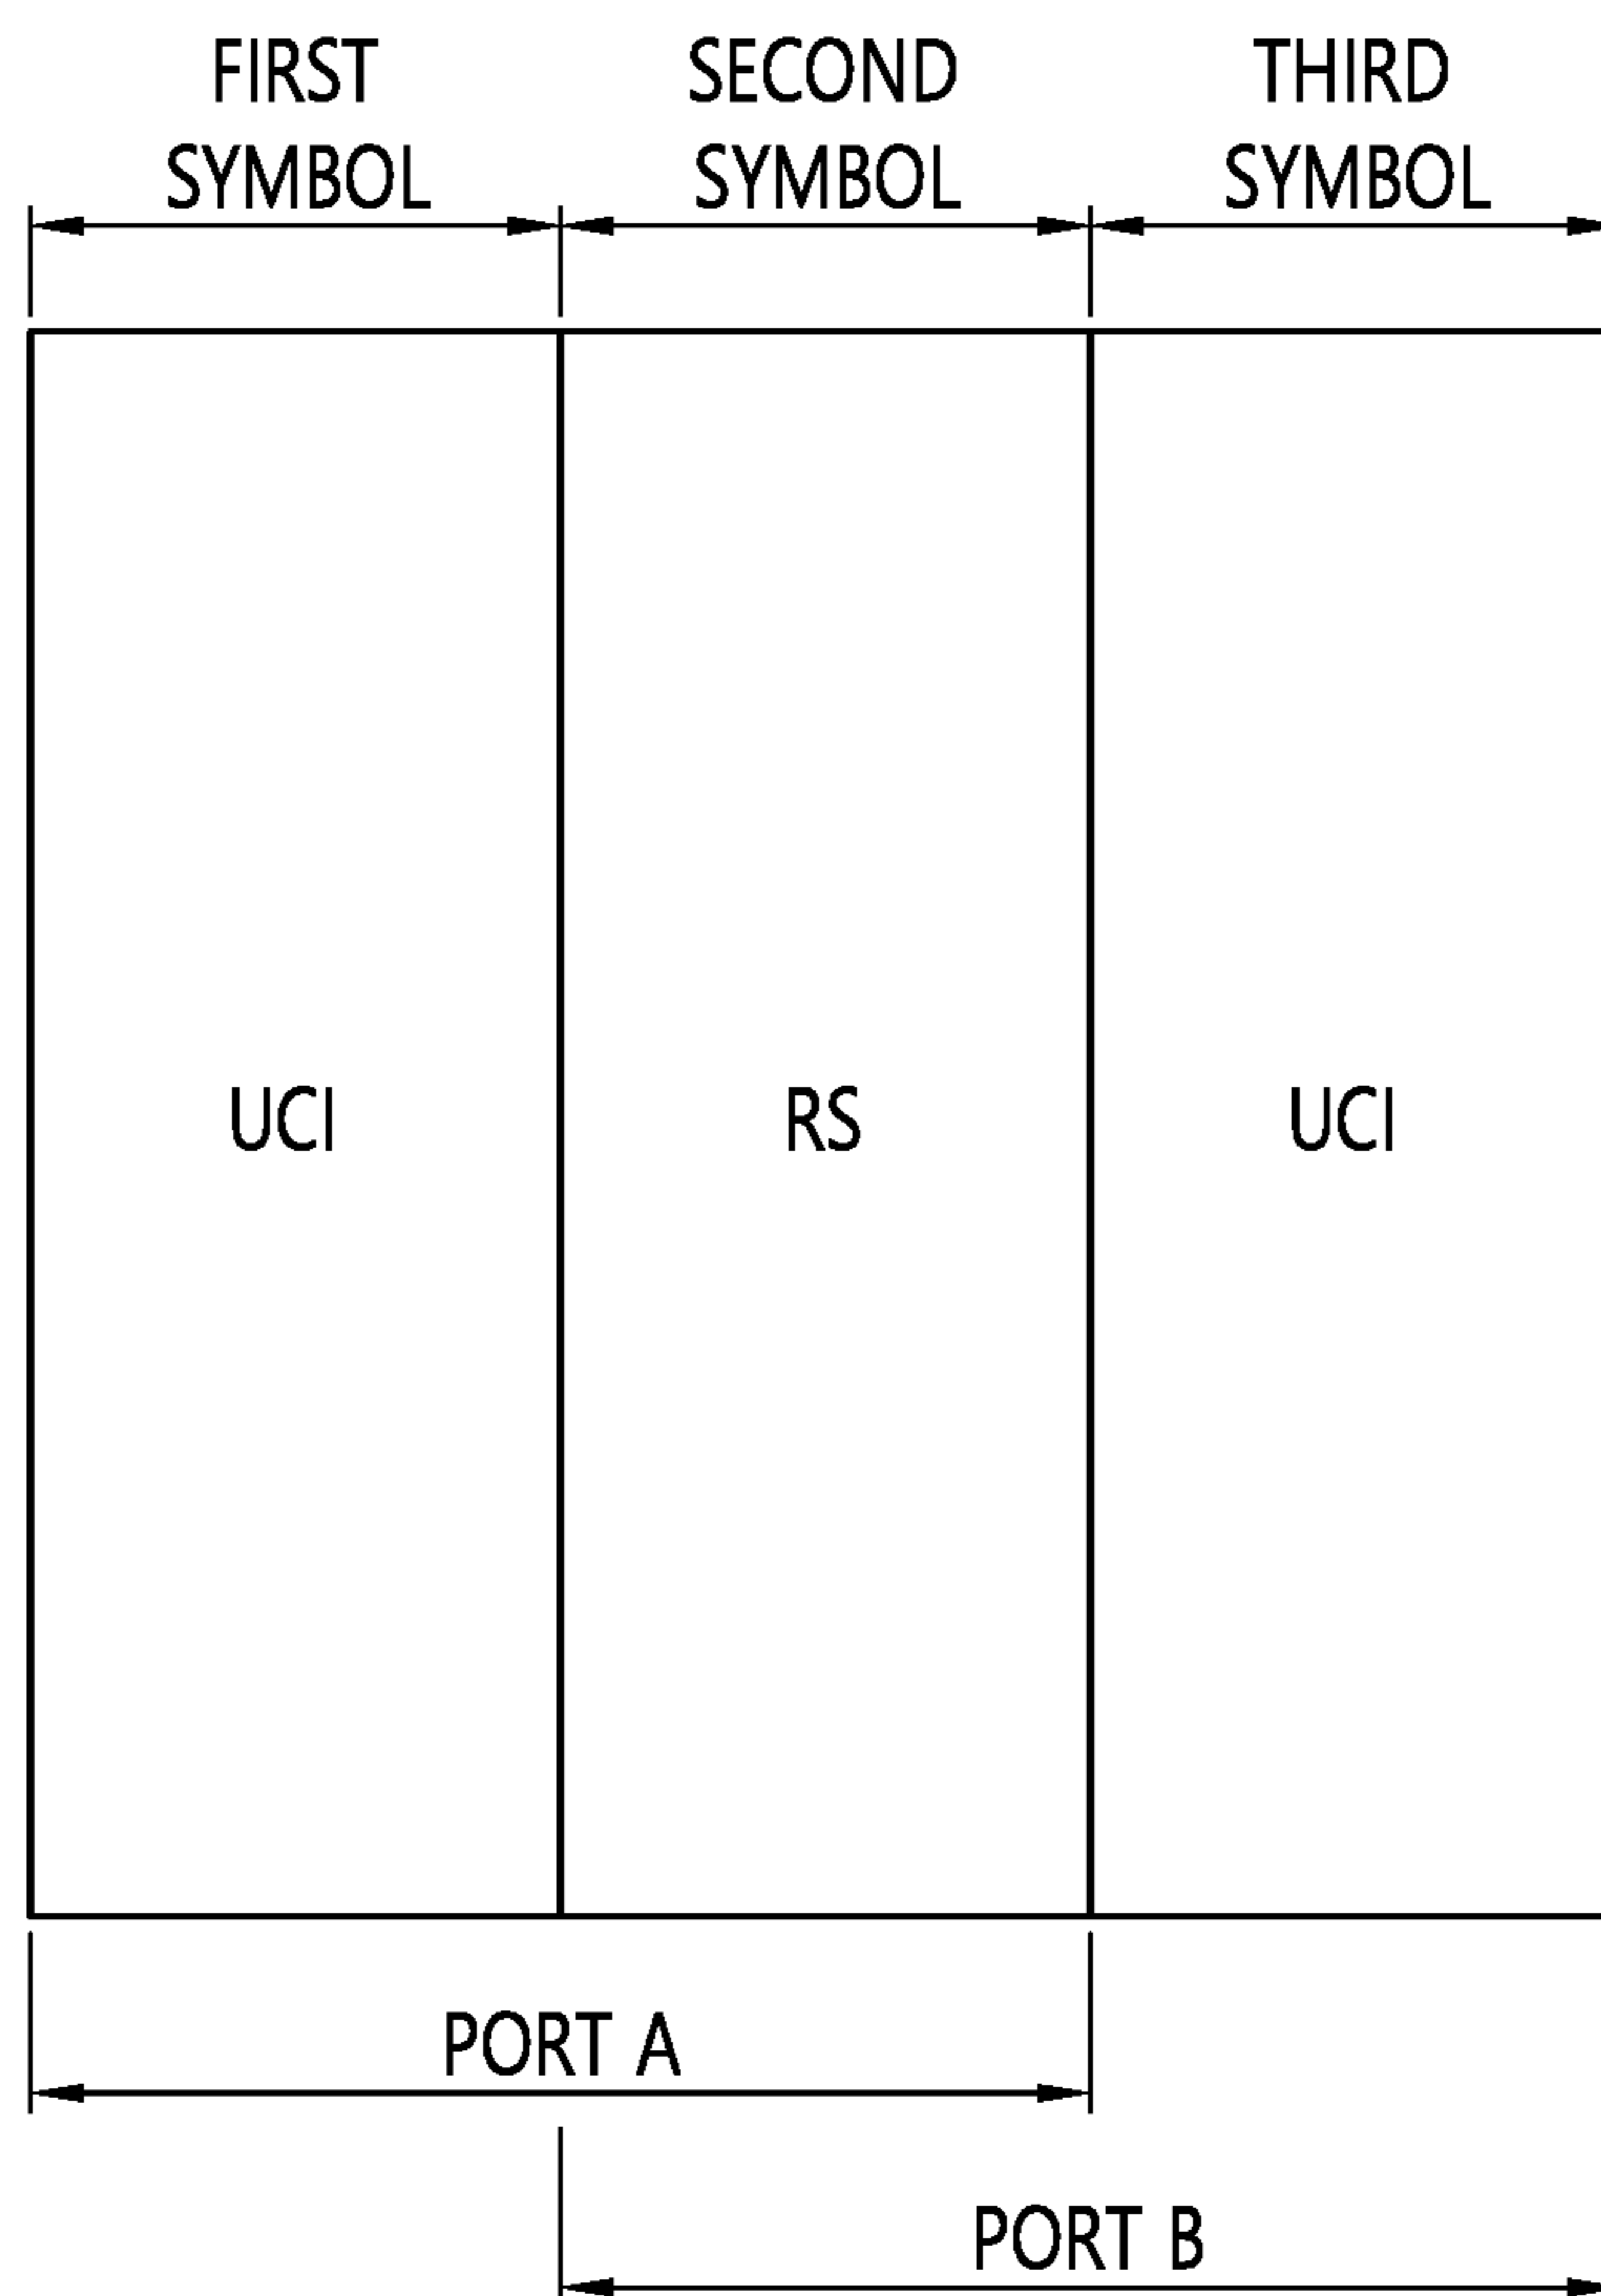 FIRST SECOND THIRD
SYMBOL SYMBOL SYMBOL
UCI RS UCI
PORT A
PORT B